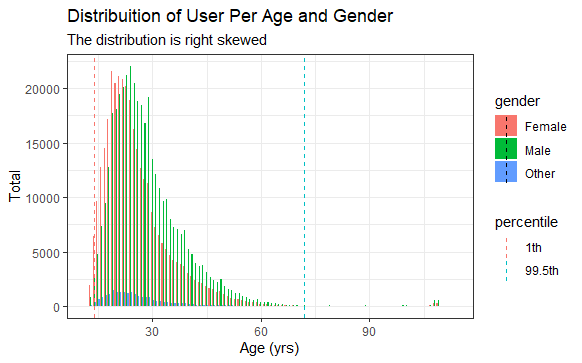 Distribuition of User Per Age and Gender
The distribution is right skewed
Total
20000
15000
10000
5000
0
30 60 90
Age (yrs)
gender
Female
Male
Other
percentile
1th
99.5th